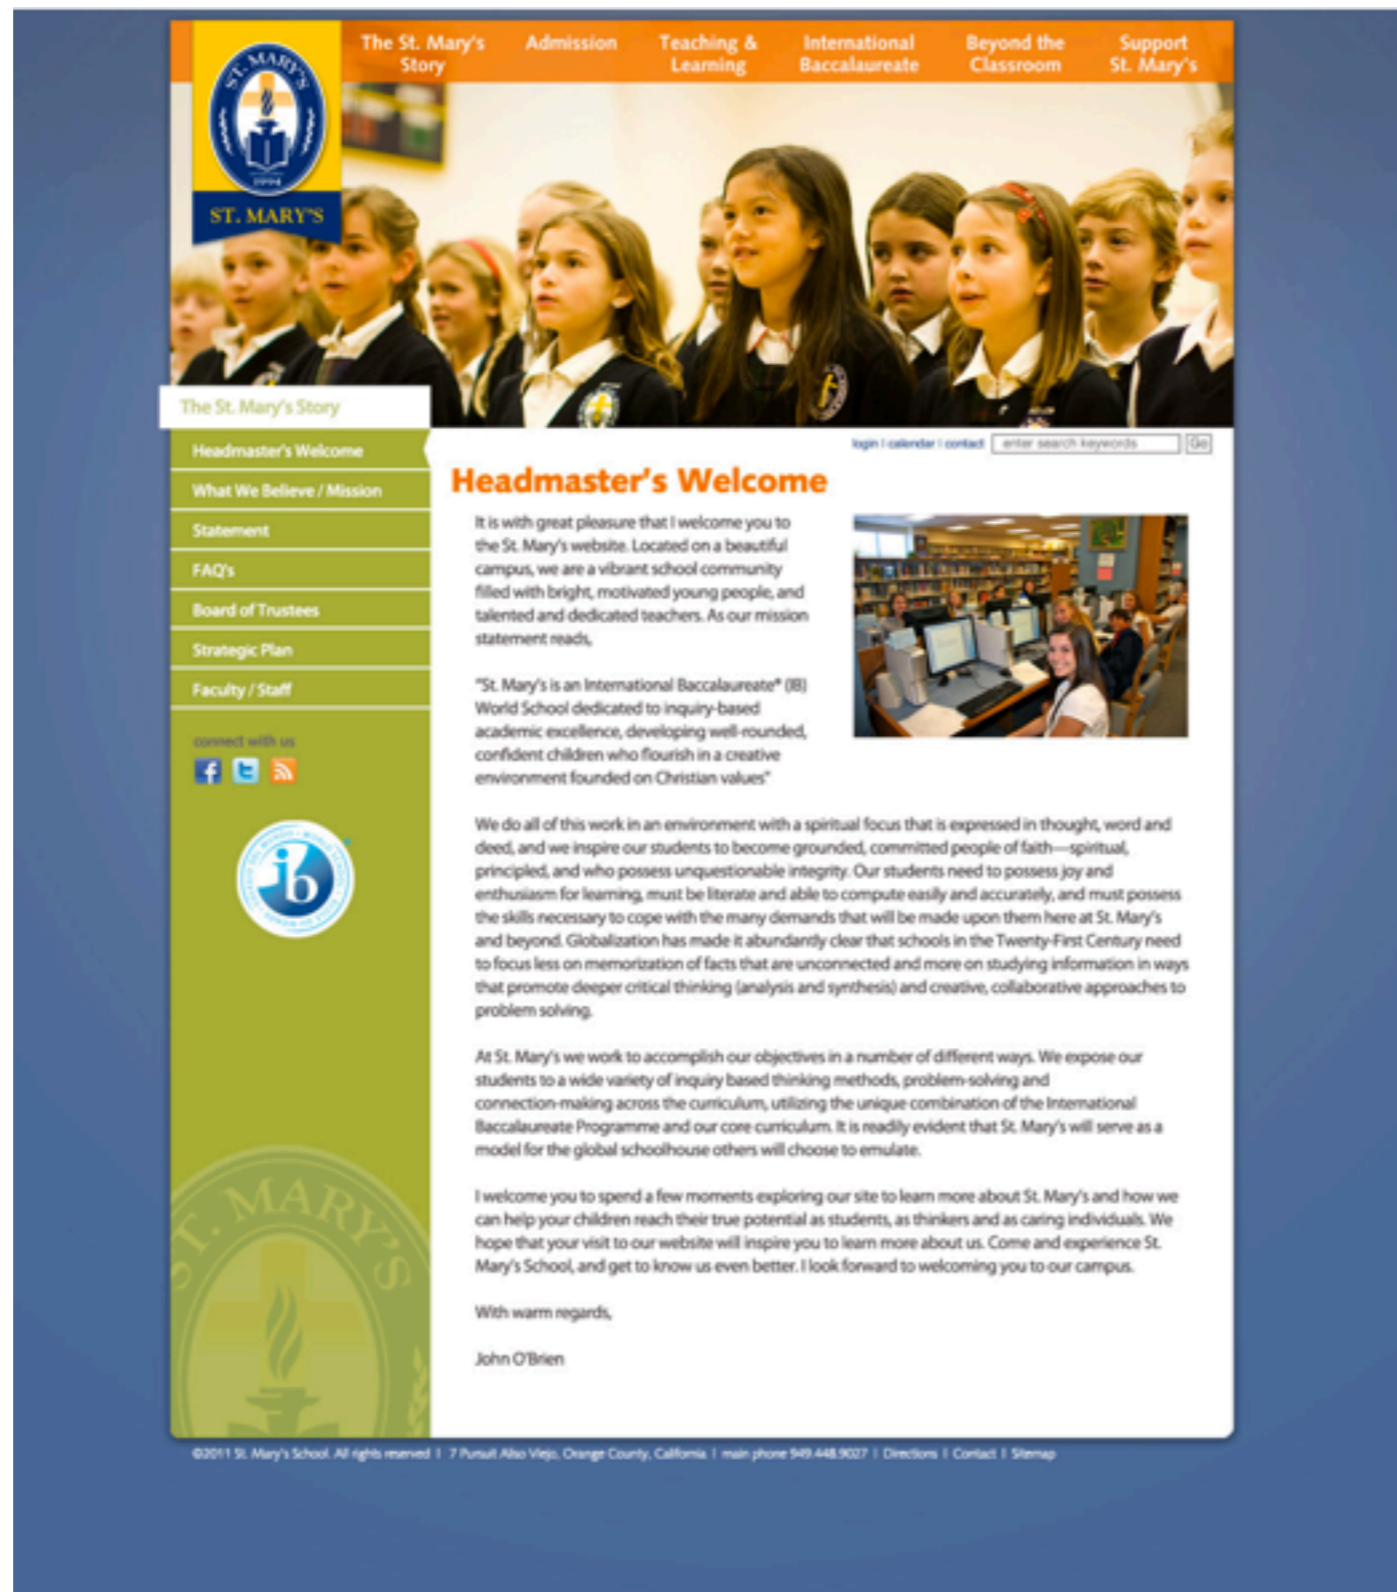 The St. Mary's
Story
Admission
Teaching &
Learning
International
Baccalaureate
Beyond the
Classroom
Support
St. Mary's
ST. MARY'S
1994
ST. MARY'S
The St. Mary's Story
Headmaster's Welcome
What We Believe / Mission
Statement
FAQ's
Board of Trustees
Strategic Plan
Faculty / Staff
connect with us
ib
login | calendar | contact
enter search keywords
Go
Headmaster's Welcome
It is with great pleasure that I welcome you to
the St. Mary's website. Located on a beautiful
campus, we are a vibrant school community
filled with bright, motivated young people, and
talented and dedicated teachers. As our mission
statement reads,
"St. Mary's is an International Baccalaureate® (IB)
World School dedicated to inquiry-based
academic excellence, developing well-rounded,
confident children who flourish in a creative
environment founded on Christian values"
We do all of this work in an environment with a spiritual focus that is expressed in thought, word and
deed, and we inspire our students to become grounded, committed people of faith—spiritual,
principled, and who possess unquestionable integrity. Our students need to possess joy and
enthusiasm for learning, must be literate and able to compute easily and accurately, and must possess
the skills necessary to cope with the many demands that will be made upon them here at St. Mary's
and beyond. Globalization has made it abundantly clear that schools in the Twenty-First Century need
to focus less on memorization of facts that are unconnected and more on studying information in ways
that promote deeper critical thinking (analysis and synthesis) and creative, collaborative approaches to
problem solving.
At St. Mary's we work to accomplish our objectives in a number of different ways. We expose our
students to a wide variety of inquiry based thinking methods, problem-solving and
connection-making across the curriculum, utilizing the unique combination of the International
Baccalaureate Programme and our core curriculum. It is readily evident that St. Mary's will serve as a
model for the global schoolhouse others will choose to emulate.
I welcome you to spend a few moments exploring our site to learn more about St. Mary's and how we
can help your children reach their true potential as students, as thinkers and as caring individuals. We
hope that your visit to our website will inspire you to learn more about us. Come and experience St.
Mary's School, and get to know us even better. I look forward to welcoming you to our campus.
With warm regards,
John O'Brien
ST. MARY'S
©2011 St. Mary's School. All rights reserved | 7 Pursuit Aliso Viejo, Orange County, California | main phone 949.448.9027 | Directions | Contact | Sitemap